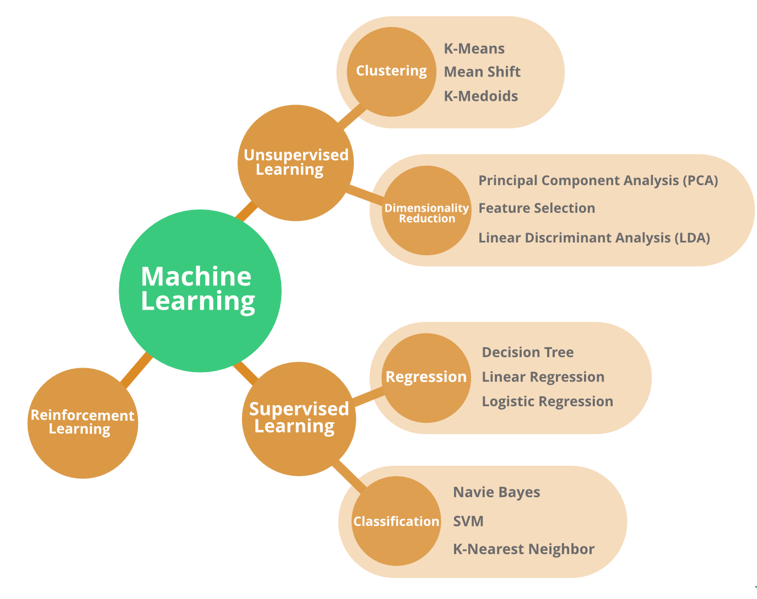 Clustering
K-Means
Mean Shift
K-Medoids
Unsupervised
Learning
Dimensionality
Reduction
Principal Component Analysis (PCA)
Feature Selection
Linear Discriminant Analysis (LDA)
Machine
Learning
Reinforcement
Learning
Supervised
Learning
Regression
Decision Tree
Linear Regression
Logistic Regression
Classification
Navie Bayes
SVM
K-Nearest Neighbor